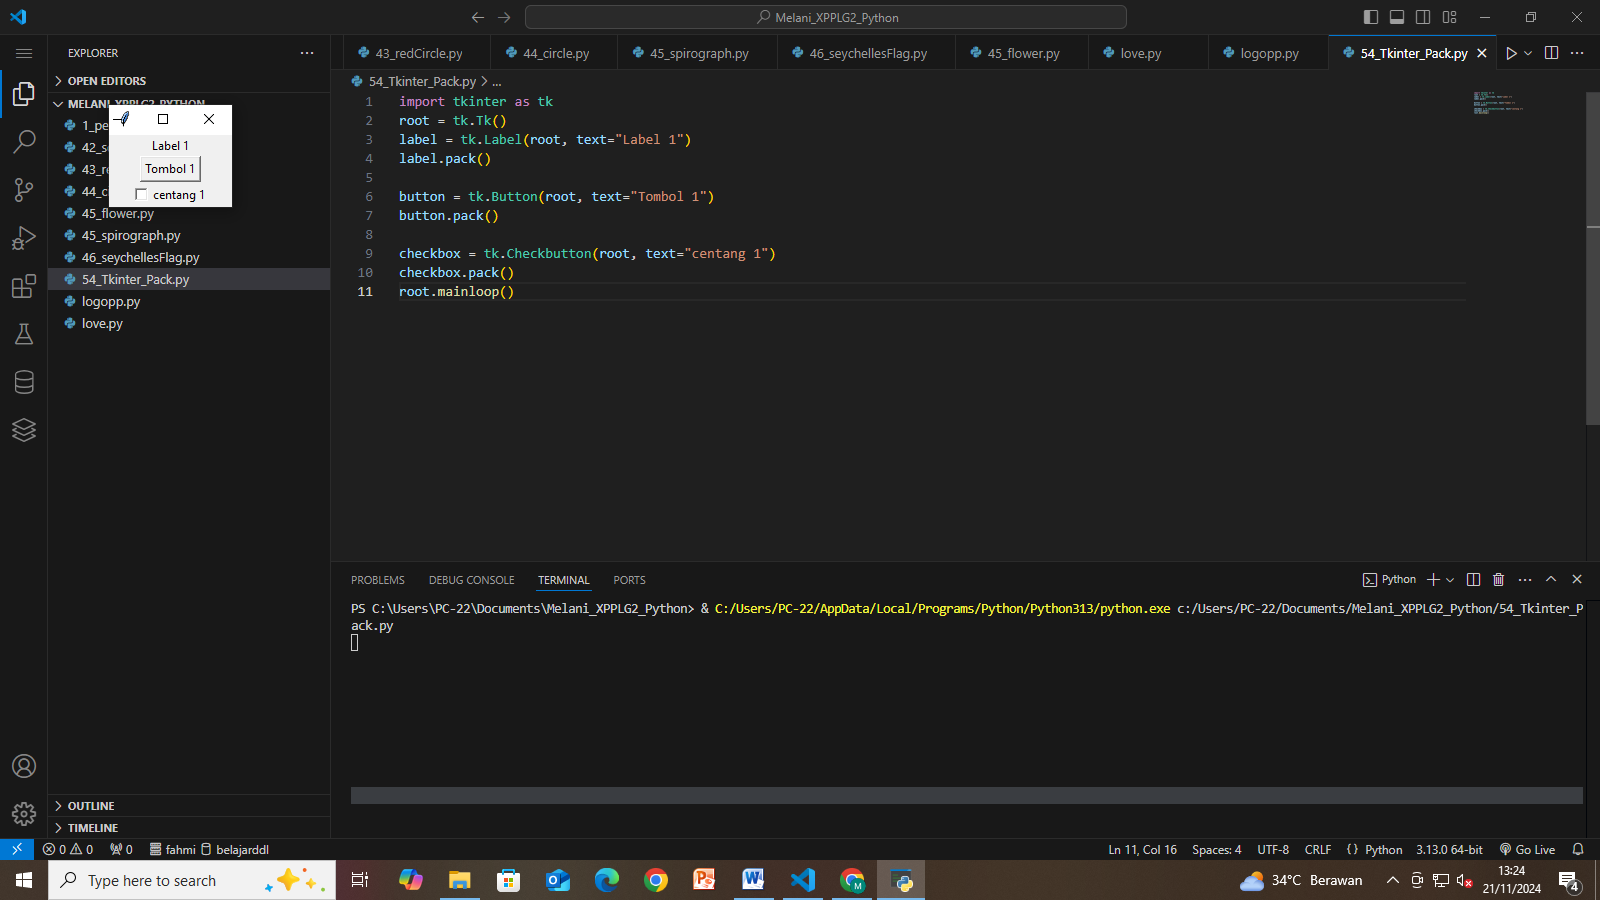 Melani_XPPLG2_Python
EXPLORER
OPEN EDITORS
MELANI_XPPLG2_PYTHON
45_flower.py
45_spirograph.py
46_seychellesFlag.py
54_Tkinter_Pack.py
logopp.py
love.py
OUTLINE
TIMELINE
Label 1
Tombol 1
centang 1
43_redCircle.py
44_circle.py
45_spirograph.py
46_seychellesFlag.py
45_flower.py
love.py
logopp.py
54_Tkinter_Pack.py
54_Tkinter_Pack.py > ...
1 import tkinter as tk
2 root = tk.Tk()
3 label = tk.Label(root, text="Label 1")
4 label.pack()
5
6 button = tk.Button(root, text="Tombol 1")
7 button.pack()
8
9 checkbox = tk.Checkbutton(root, text="centang 1")
10 checkbox.pack()
11 root.mainloop()
PROBLEMS DEBUG CONSOLE TERMINAL PORTS
Python
PS C:\Users\PC-22\Documents\Melani_XPPLG2_Python> & C:/Users/PC-22/AppData/Local/Programs/Python/Python313/python.exe c:/Users/PC-22/Documents/Melani_XPPLG2_Python/54_Tkinter_P
ack.py
0 0 0 fahmi belajarddl
Ln 11, Col 16 Spaces: 4 UTF-8 CRLF {} Python 3.13.0 64-bit Go Live
Type here to search
34°C Berawan
13:24
21/11/2024
4